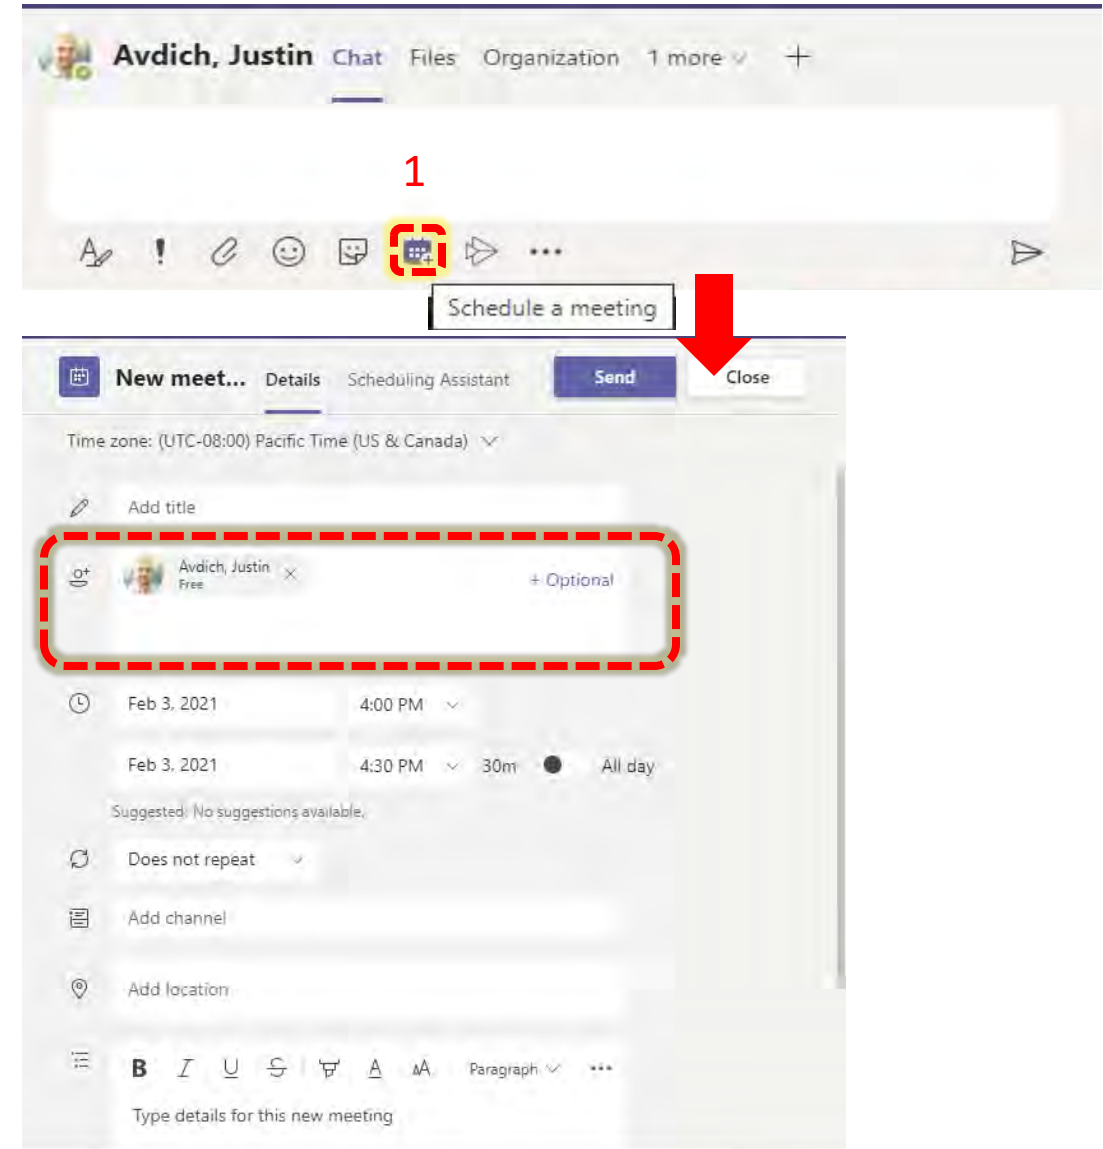 Avdich, Justin Chat Files Organization 1 more
1
Schedule a meeting
New meet... Details Scheduling Assistant Send Close
Time zone: (UTC-08:00) Pacific Time (US & Canada)
Add title
Avdich, Justin
Free
+ Optional
Feb 3, 2021 4:00 PM
Feb 3, 2021 4:30 PM 30m All day
Suggested: No suggestions available.
Does not repeat
Add channel
Add location
B I U S A AA Paragraph ...
Type details for this new meeting